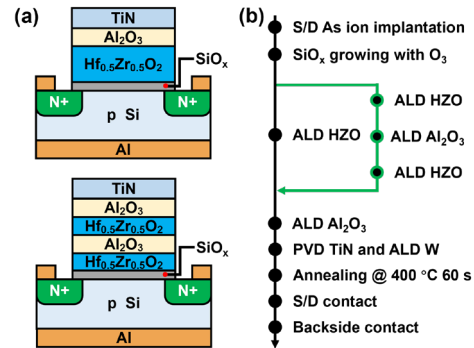 (a)
TiN
Al₂O₃
Hf₀.₅Zr₀.₅O₂
SiOₓ
N+ N+
p Si
Al
TiN
Al₂O₃
Hf₀.₅Zr₀.₅O₂
Al₂O₃
Hf₀.₅Zr₀.₅O₂
SiOₓ
N+ N+
p Si
Al
(b)
S/D As ion implantation
SiOₓ growing with O₃
ALD HZO
ALD HZO
ALD Al₂O₃
ALD HZO
ALD Al₂O₃
PVD TiN and ALD W
Annealing @ 400 °C 60 s
S/D contact
Backside contact